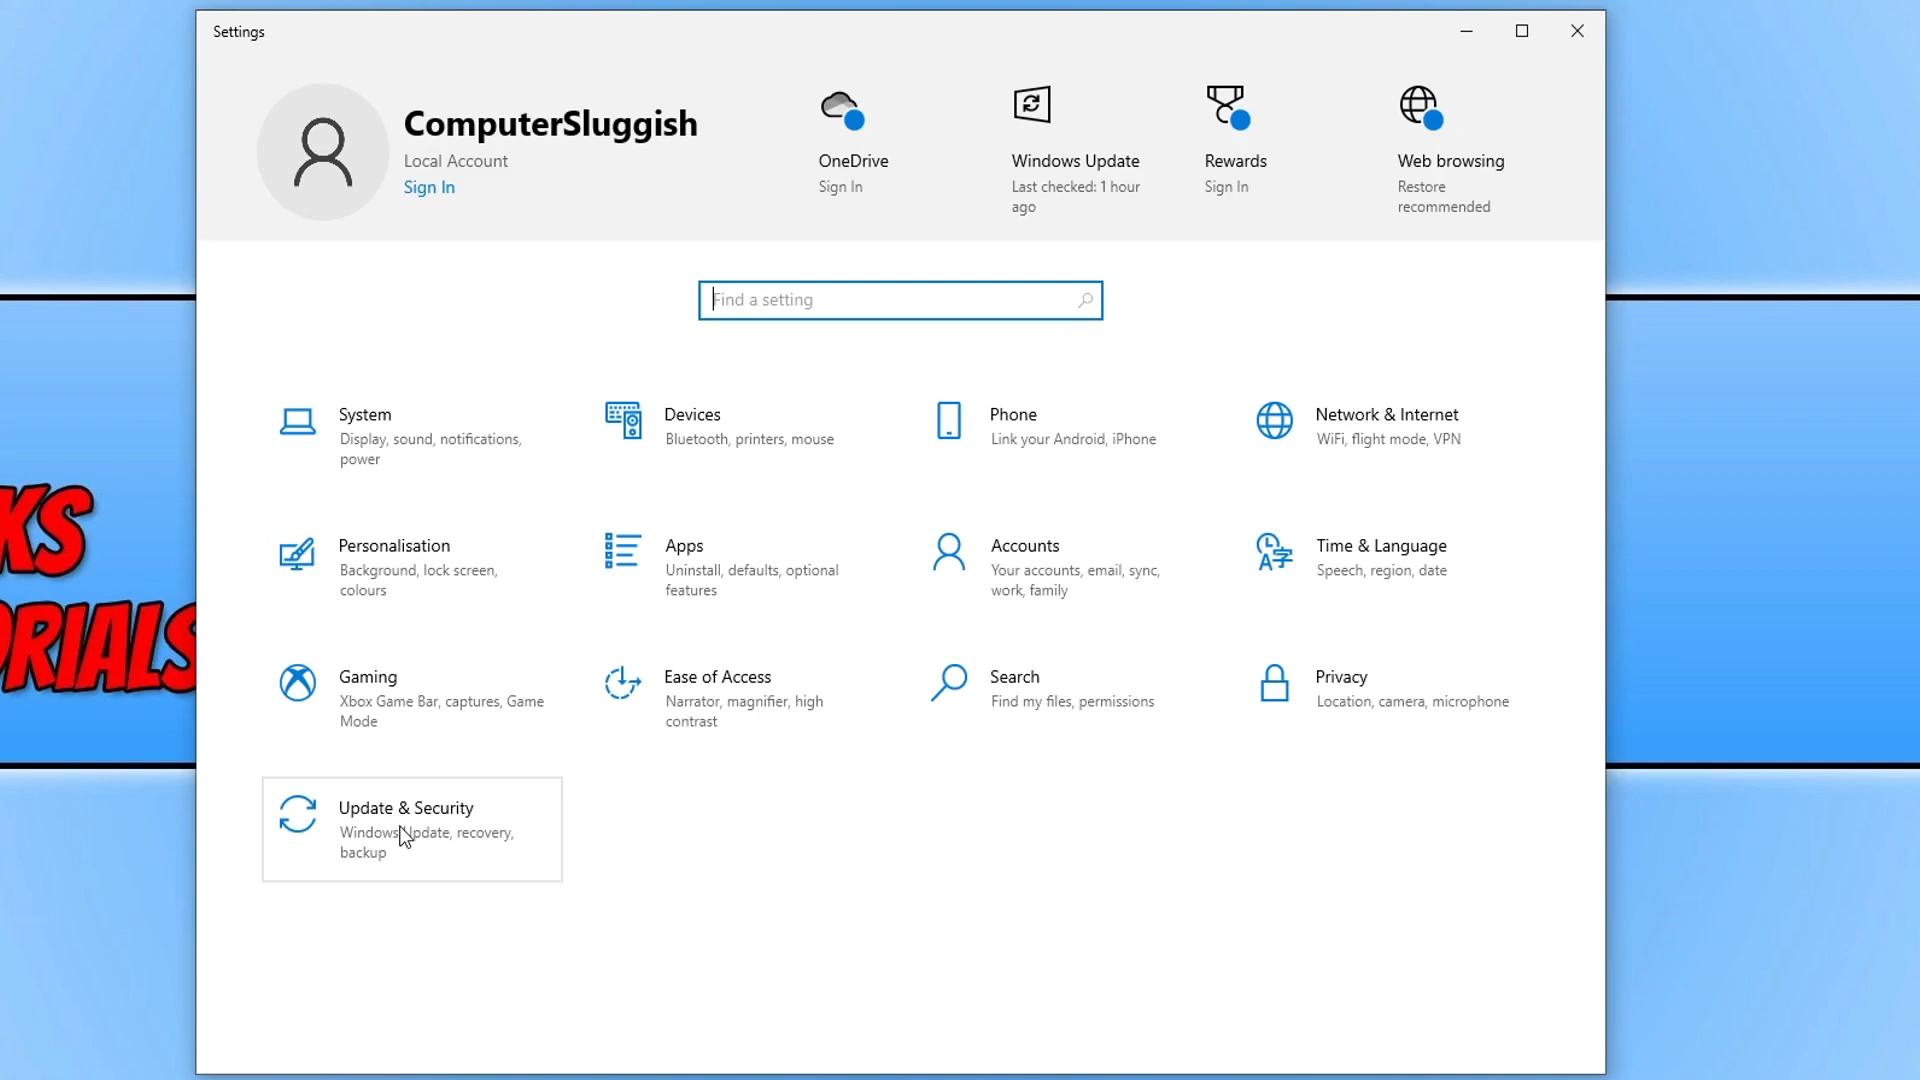 Settings
ComputerSluggish
Local Account
Sign In
OneDrive
Sign In
Windows Update
Last checked: 1 hour
ago
Rewards
Sign In
Web browsing
Restore
recommended
Find a setting
System
Display, sound, notifications,
power
Devices
Bluetooth, printers, mouse
Phone
Link your Android, iPhone
Network & Internet
WiFi, flight mode, VPN
Personalisation
Background, lock screen,
colours
Apps
Uninstall, defaults, optional
features
Accounts
Your accounts, email, sync,
work, family
Time & Language
Speech, region, date
Gaming
Xbox Game Bar, captures, Game
Mode
Ease of Access
Narrator, magnifier, high
contrast
Search
Find my files, permissions
Privacy
Location, camera, microphone
Update & Security
Windows Update, recovery,
backup
KS
ORIALS